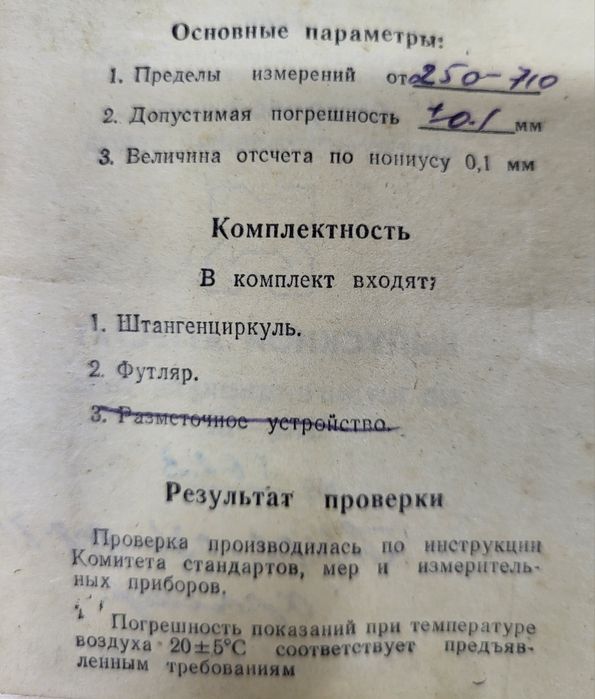 Основные параметры:
1. Пределы измерений от 250-710
2. Допустимая погрешность ±0.1 мм
3. Величина отсчета по нониусу 0,1 мм
Комплектность
В комплект входят:
1. Штангенциркуль.
2. Футляр.
3. Разметочное устройство.
Результат проверки
Проверка производилась по инструкции
Комитета стандартов, мер и измеритель-
ных приборов.
Погрешность показаний при температуре
воздуха 20±5°С соответствует предъяв-
ленным требованиям